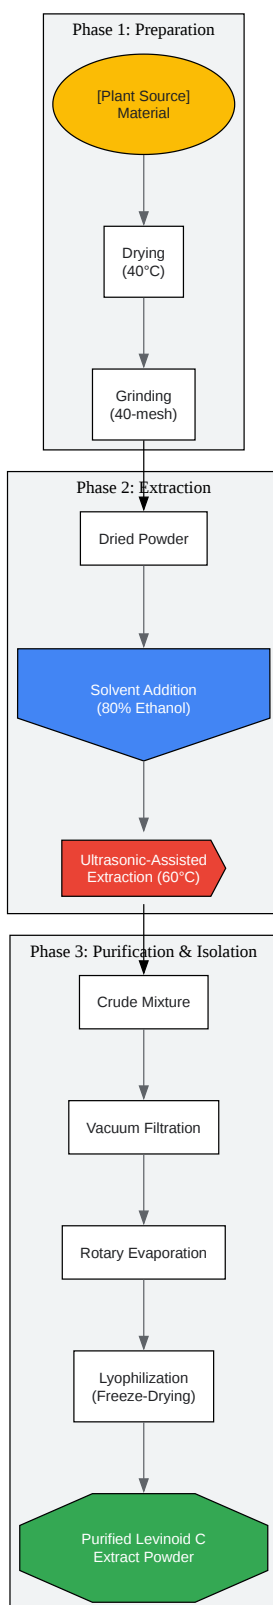 Phase 1: Preparation
[Plant Source]
Material
Drying
(40°C)
Grinding
(40-mesh)
Phase 2: Extraction
Dried Powder
Solvent Addition
(80% Ethanol)
Ultrasonic-Assisted
Extraction (60°C)
Phase 3: Purification & Isolation
Crude Mixture
Vacuum Filtration
Rotary Evaporation
Lyophilization
(Freeze-Drying)
Purified Levinoid C
Extract Powder